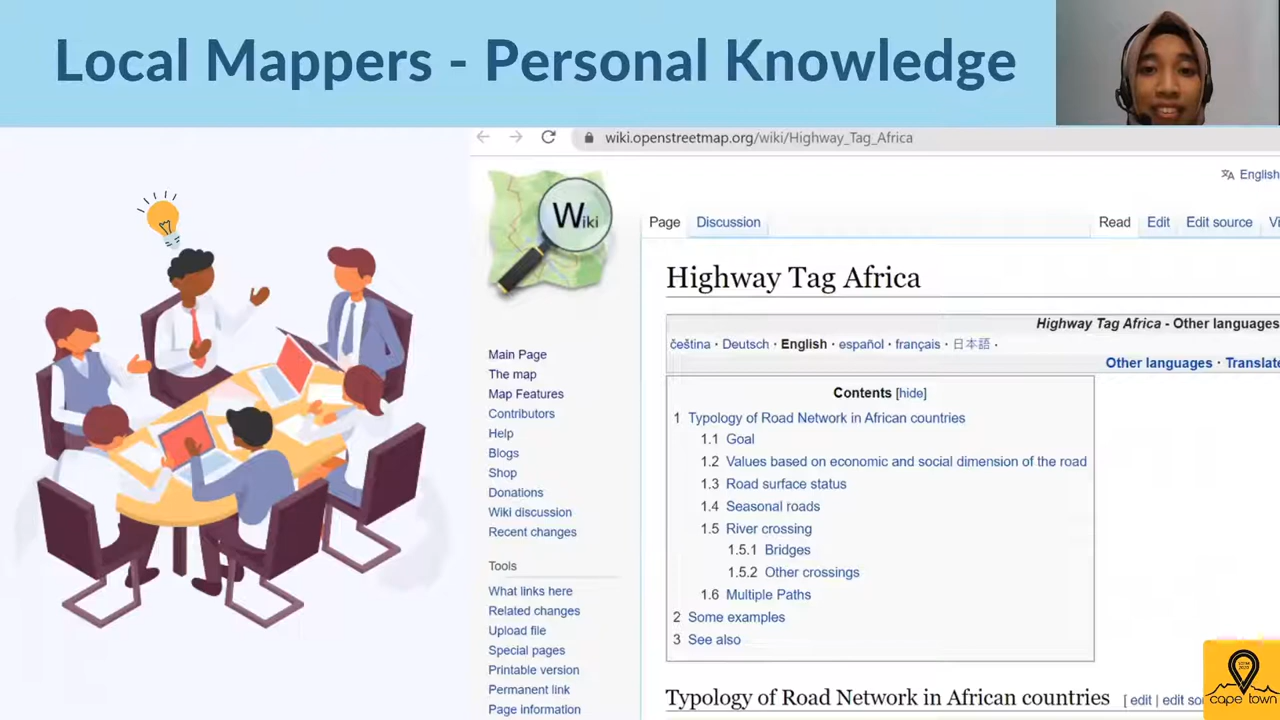 Local Mappers - Personal Knowledge
wiki.openstreetmap.org/wiki/Highway_Tag_Africa
Wiki
English
Page Discussion Read Edit Edit source
Highway Tag Africa
Highway Tag Africa - Other languages
čeština · Deutsch · English · español · français · 日本語 ·
Other languages · Translate
Main Page
The map
Map Features
Contributors
Help
Blogs
Shop
Donations
Wiki discussion
Recent changes
Tools
What links here
Related changes
Upload file
Special pages
Printable version
Permanent link
Page information
Contents [hide]
1 Typology of Road Network in African countries
1.1 Goal
1.2 Values based on economic and social dimension of the road
1.3 Road surface status
1.4 Seasonal roads
1.5 River crossing
1.5.1 Bridges
1.5.2 Other crossings
1.6 Multiple Paths
2 Some examples
3 See also
Typology of Road Network in African countries [ edit | edit
cape town